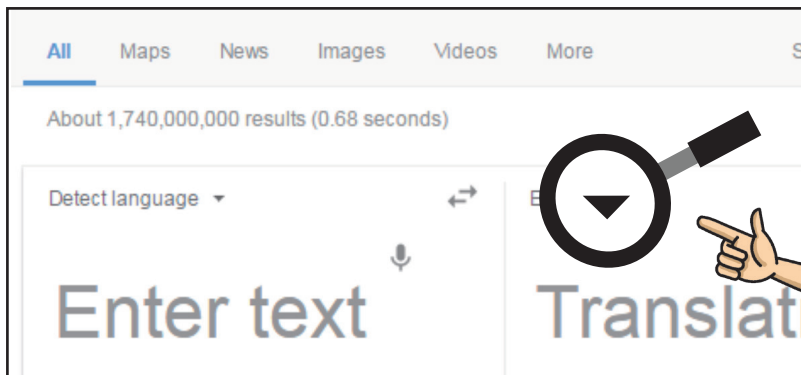 All Maps News Images Videos More S
About 1,740,000,000 results (0.68 seconds)
Detect language E
Enter text Translati